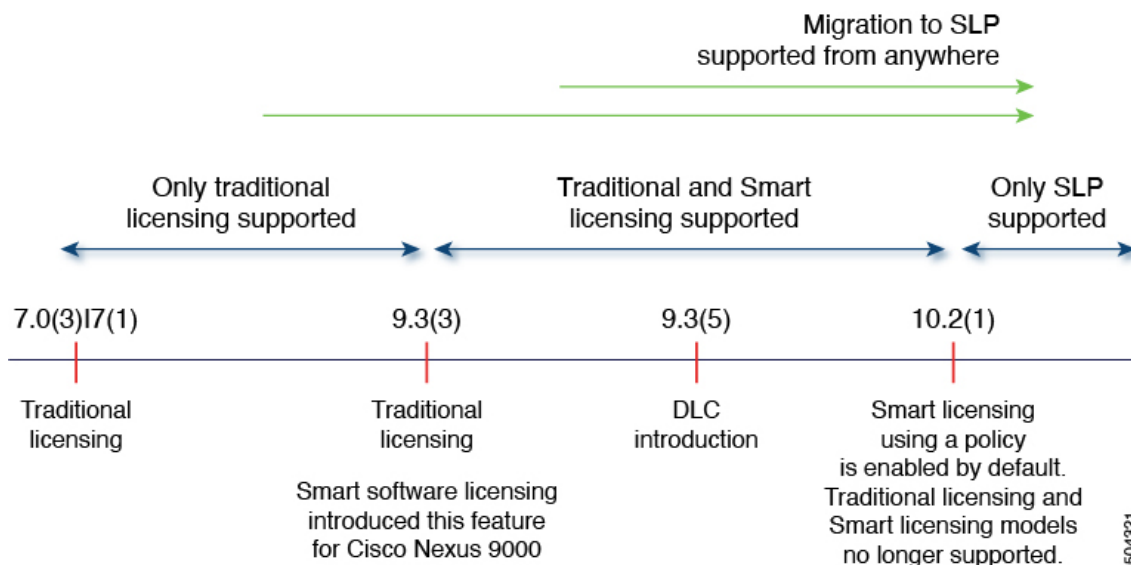 Migration to SLP
supported from anywhere
Only traditional
licensing supported
Traditional and Smart
licensing supported
Only SLP
supported
7.0(3)I7(1)
9.3(3)
9.3(5)
10.2(1)
Traditional
licensing
Traditional
licensing
Smart software licensing
introduced this feature
for Cisco Nexus 9000
DLC
introduction
Smart licensing
using a policy
is enabled by default.
Traditional licensing and
Smart licensing models
no longer supported.
504321